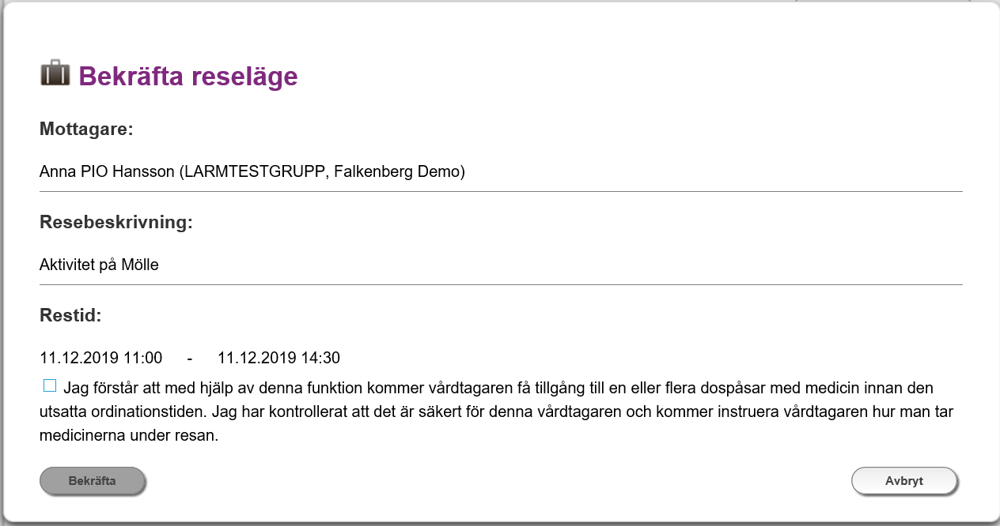 Bekräfta reseläge
Mottagare:
Anna PIO Hansson (LARMTESTGRUPP, Falkenberg Demo)
Resebeskrivning:
Aktivitet på Mölle
Restid:
11.12.2019 11:00 - 11.12.2019 14:30
Jag förstår att med hjälp av denna funktion kommer vårdtagaren få tillgång till en eller flera dospåsar med medicin innan den
utsatta ordinationstiden. Jag har kontrollerat att det är säkert för denna vårdtagaren och kommer instruera vårdtagaren hur man tar
medicinerna under resan.
Bekräfta Avbryt